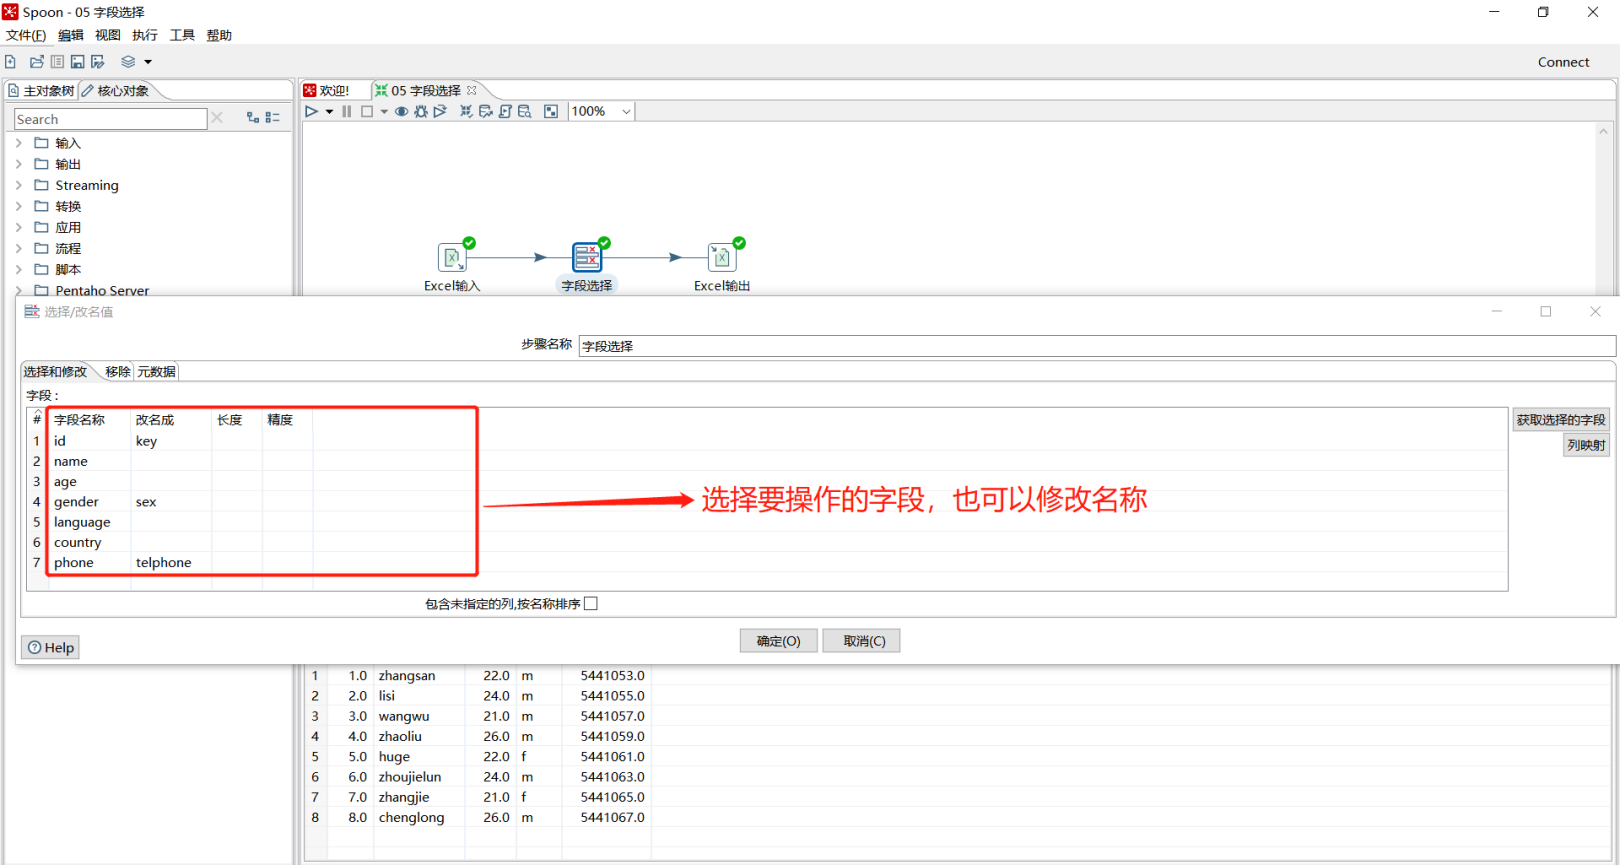 Spoon - 05 字段选择
文件(F) 编辑 视图 执行 工具 帮助
Connect
主对象树 核心对象
欢迎! 05 字段选择
Search
100%
输入
输出
Streaming
转换
应用
流程
脚本
Pentaho Server
Excel输入 字段选择 Excel输出
选择/改名值
步骤名称 字段选择
选择和修改 移除 元数据
字段 :
# 字段名称 改名成 长度 精度
获取选择的字段
列映射
1 id key
2 name
3 age
4 gender sex
5 language
6 country
7 phone telphone
选择要操作的字段，也可以修改名称
包含未指定的列,按名称排序
Help
确定(O) 取消(C)
1 1.0 zhangsan 22.0 m 5441053.0
2 2.0 lisi 24.0 m 5441055.0
3 3.0 wangwu 21.0 m 5441057.0
4 4.0 zhaoliu 26.0 m 5441059.0
5 5.0 huge 22.0 f 5441061.0
6 6.0 zhoujielun 24.0 m 5441063.0
7 7.0 zhangjie 21.0 f 5441065.0
8 8.0 chenglong 26.0 m 5441067.0